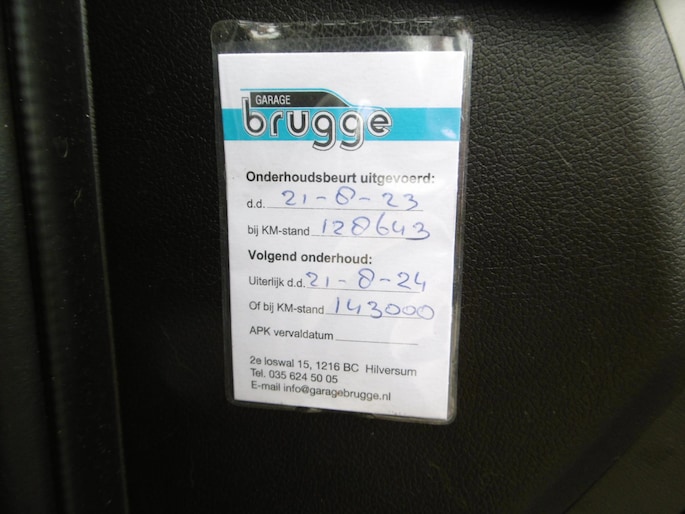 GARAGE
brugge
Onderhoudsbeurt uitgevoerd:
d.d. 21-8-23
bij KM-stand 128643
Volgend onderhoud:
Uiterlijk d.d. 21-8-24
Of bij KM-stand 143000
APK vervaldatum
2e loswal 15, 1216 BC Hilversum
Tel. 035 624 50 05
E-mail info@garagebrugge.nl